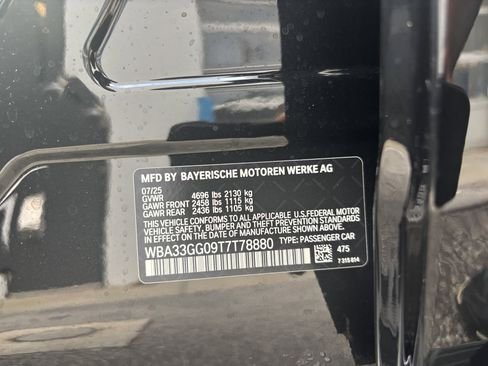 MFD BY BAYERISCHE MOTOREN WERKE AG
07/25
GVWR 4696 lbs 2130 kg
GAWR FRONT 2458 lbs 1115 kg
GAWR REAR 2436 lbs 1105 kg
THIS VEHICLE CONFORMS TO ALL APPLICABLE U.S.FEDERAL MOTOR
VEHICLE SAFETY, BUMPER, AND THEFT PREVENTION STANDARDS
IN EFFECT ON THE DATE OF MANUFACTURE SHOWN ABOVE.
WBA33GG09T7T78880 TYPE: PASSENGER CAR
475
7 315 814